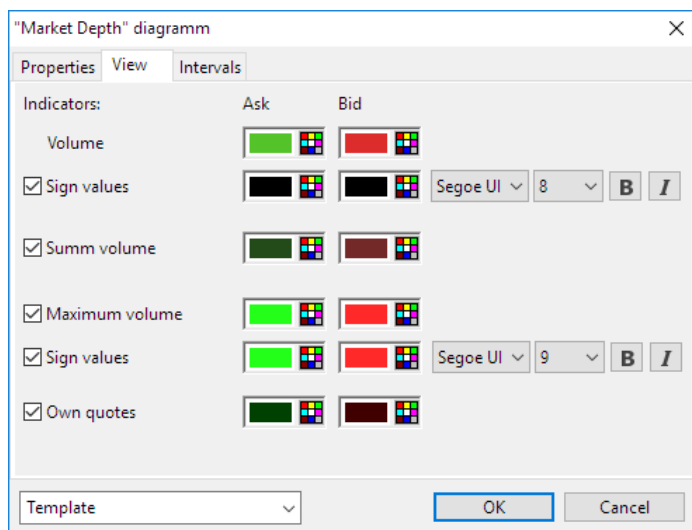 "Market Depth" diagramm
Properties View Intervals
Indicators: Ask Bid
Volume
Sign values Segoe UI 8 B I
Summ volume
Maximum volume
Sign values Segoe UI 9 B I
Own quotes
Template OK Cancel